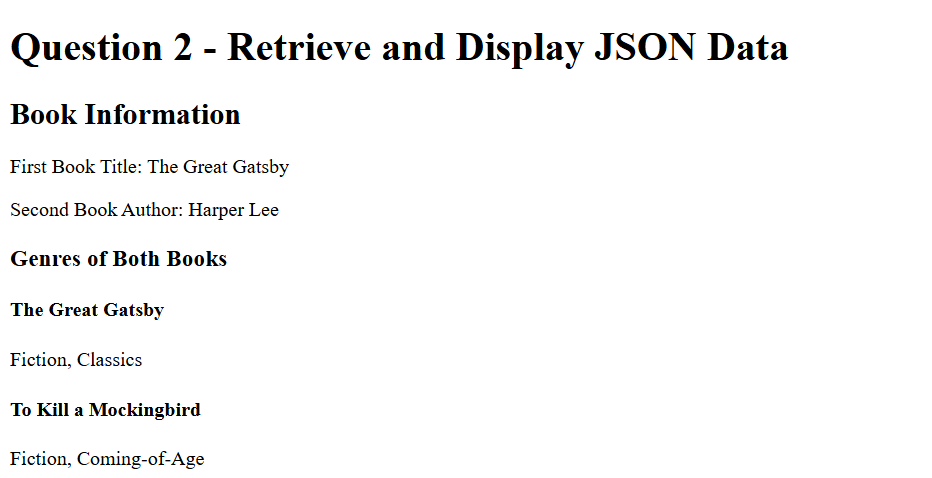 Question 2 - Retrieve and Display JSON Data
Book Information
First Book Title: The Great Gatsby
Second Book Author: Harper Lee
Genres of Both Books
The Great Gatsby
Fiction, Classics
To Kill a Mockingbird
Fiction, Coming-of-Age